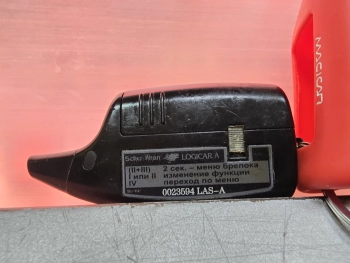 Scher-Khan LOGICAR A
(II+III) 2 сек. – меню брелока
I или II изменение функции
IV переход по меню
0023594 LAS-A